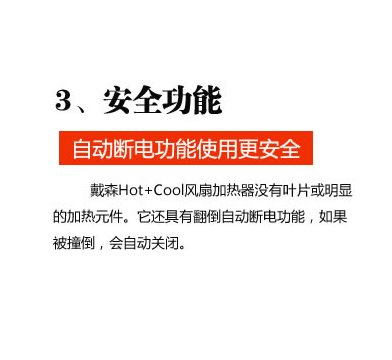 3、安全功能
自动断电功能使用更安全
戴森Hot+Cool风扇加热器没有叶片或明显
的加热元件。它还具有翻倒自动断电功能，如果
被撞倒，会自动关闭。